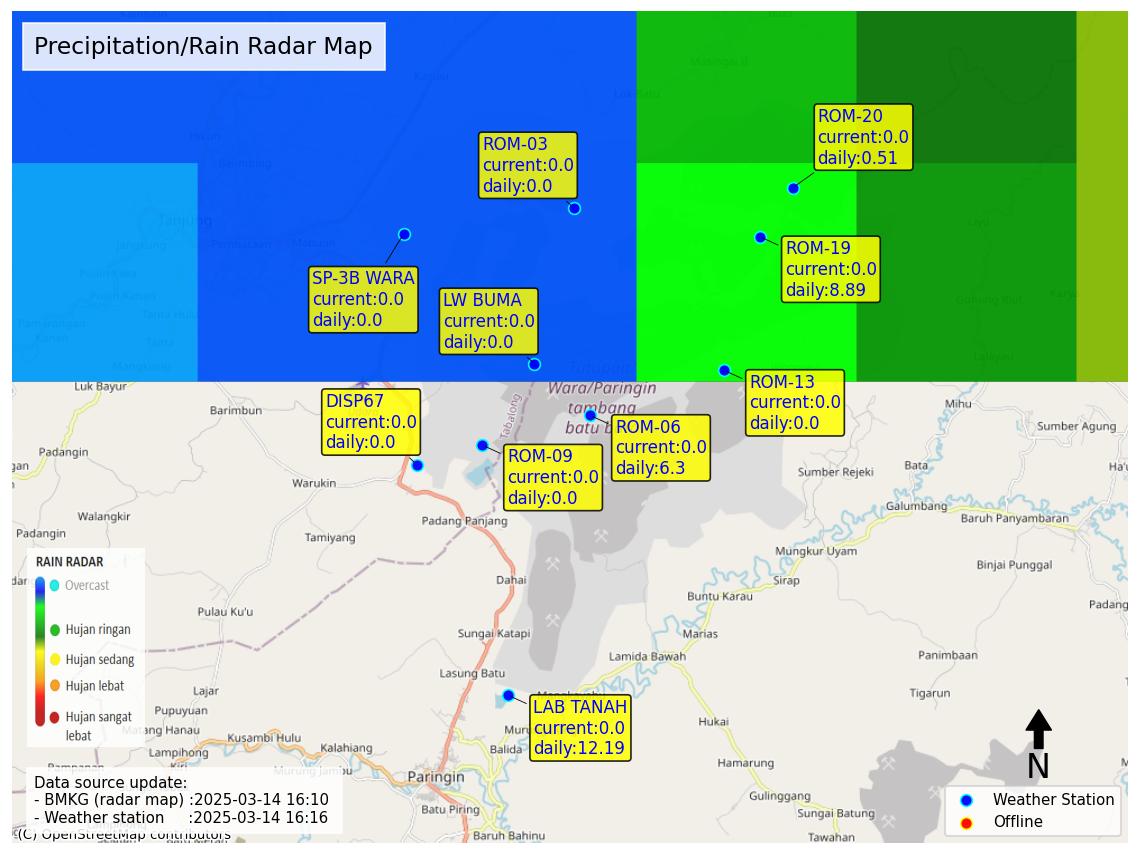 Precipitation/Rain Radar Map
ROM-20
current:0.0
daily:0.51
ROM-03
current:0.0
daily:0.0
ROM-19
current:0.0
daily:8.89
SP-3B WARA
current:0.0
daily:0.0
LW BUMA
current:0.0
daily:0.0
Tanjung
Wara/Paringin
tambang
ROM-13
current:0.0
daily:0.0
DISP67
current:0.0
daily:0.0
ROM-06
current:0.0
daily:6.3
ROM-09
current:0.0
daily:0.0
Tabalong
Luk Bayur
Barimbun
Mihu
Sumber Agung
Padangin
Bata
Sumber Rejeki
Warukin
Galumbang
Baruh Panyambaran
Walangkir
Padang Panjang
Padangin
Tamiyang
Mungkur Uyam
Binjai Punggal
Dahai
Sirap
Buntu Karau
Pulau Ku'u
Sungai Katapi
Marias
Lamida Bawah
Panimbaan
Lasung Batu
Lajar
Tigarun
Pupuyuan
Hukai
Matang Hanau
Kusambi Hulu
Lampihong
Kalahiang
Balida
Hamarung
Murung Jambu
Paringin
Gulinggang
Batu Piring
Sungai Batung
Baruh Bahinu
Tawahan
RAIN RADAR
Overcast
Hujan ringan
Hujan sedang
Hujan lebat
Hujan sangat
lebat
LAB TANAH
current:0.0
daily:12.19
N
Data source update:
- BMKG (radar map) :2025-03-14 16:10
- Weather station :2025-03-14 16:16
(C) OpenStreetMap contributors
Weather Station
Offline